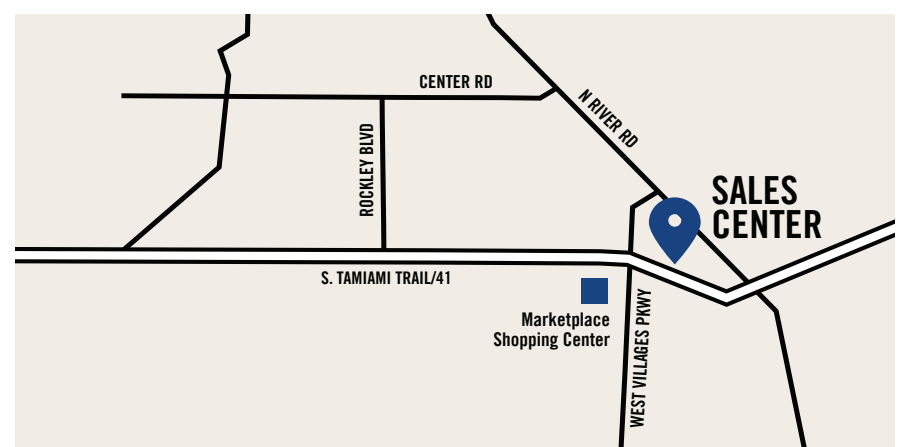 CENTER RD
N RIVER RD
ROCKLEY BLVD
SALES
CENTER
S. TAMIAMI TRAIL/41
Marketplace
Shopping Center
WEST VILLAGES PKWY